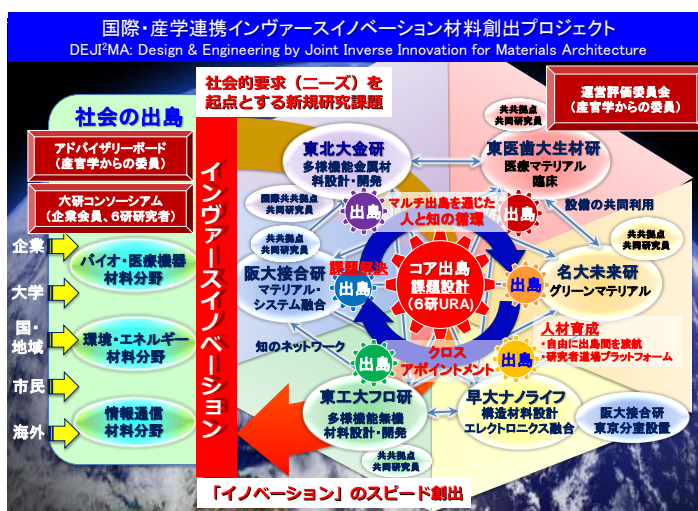 国際・産学連携インヴァースイノベーション材料創出プロジェクト
DEJI²MA: Design & Engineering by Joint Inverse Innovation for Materials Architecture
社会的要求（ニーズ）を
起点とする新規研究課題
運営評価委員会
（産官学からの委員）
社会の出島
アドバイザリーボード
（産官学からの委員）
六研コンソーシアム
（企業会員、6研研究者）
企業
大学
国・
地域
市民
海外
バイオ・医療機器
材料分野
環境・エネルギー
材料分野
情報通信
材料分野
インヴァースイノベーション
共共拠点
共同研究員
東北大金研
多様機能金属材
料設計・開発
東医歯大生材研
医療マテリアル
臨床
国際共共拠点
共同研究員
出島
マルチ出島を通じた
人と知の循環
出島
設備の共同利用
共共拠点
共同研究員
共共拠点
共同研究員
阪大接合研
マテリアル・
システム融合
課題解決
出島
コア出島
課題設計
（6研URA）
出島
名大未来研
グリーンマテリアル
知のネットワーク
出島
クロス
アポイントメント
出島
人材育成
・自由に出島間を渡航
・研究者道場プラットフォーム
東工大フロ研
多様機能無機
材料設計・開発
早大ナノライフ
構造材料設計
エレクトロニクス融合
阪大接合研
東京分室設置
共共拠点
共同研究員
「イノベーション」のスピード創出